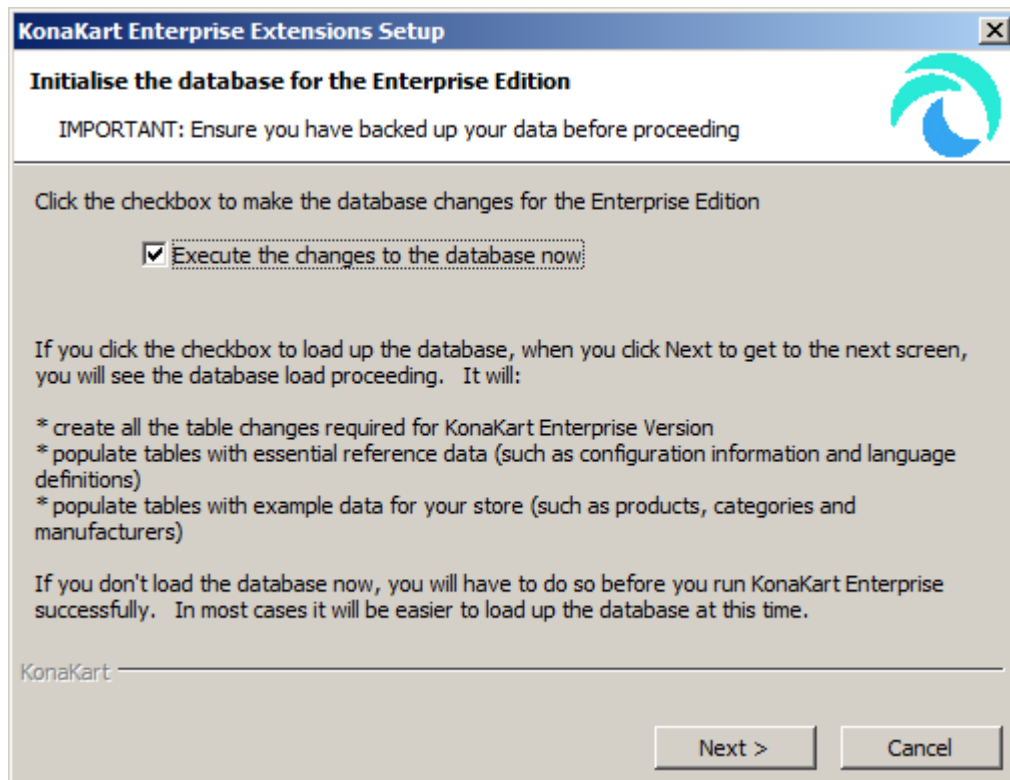 KonaKart Enterprise Extensions Setup
Initialise the database for the Enterprise Edition
IMPORTANT: Ensure you have backed up your data before proceeding
Click the checkbox to make the database changes for the Enterprise Edition
Execute the changes to the database now
If you click the checkbox to load up the database, when you click Next to get to the next screen,
you will see the database load proceeding.   It will:
* create all the table changes required for KonaKart Enterprise Version
* populate tables with essential reference data (such as configuration information and language
definitions)
* populate tables with example data for your store (such as products, categories and
manufacturers)
If you don't load the database now, you will have to do so before you run KonaKart Enterprise
successfully.   In most cases it will be easier to load up the database at this time.
KonaKart
Next >
Cancel